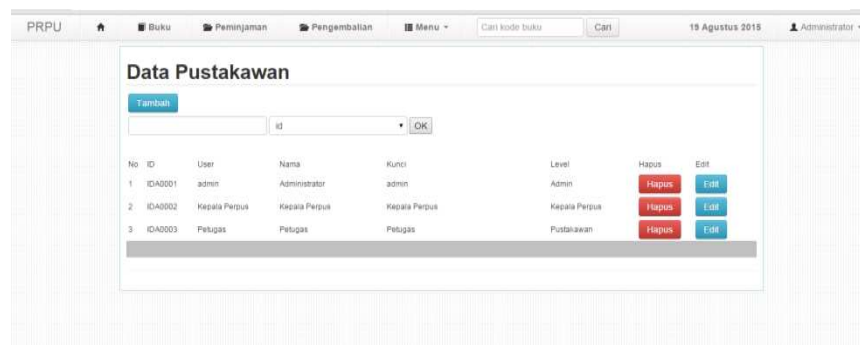 PRPU Buku Peminjaman Pengembalian Menu Cari kode buku Cari 15 Agustus 2015 Administrator
Data Pustakawan
Tambah
id OK
No ID User Nama Kunci Level Hapus Edit
1 IDA0001 admin Administrator admin Admin Hapus Edit
2 IDA0002 Kepala Perpus Kepala Perpus Kepala Perpus Kepala Perpus Hapus Edit
3 IDA0003 Petugas Petugas Petugas Pustakawan Hapus Edit